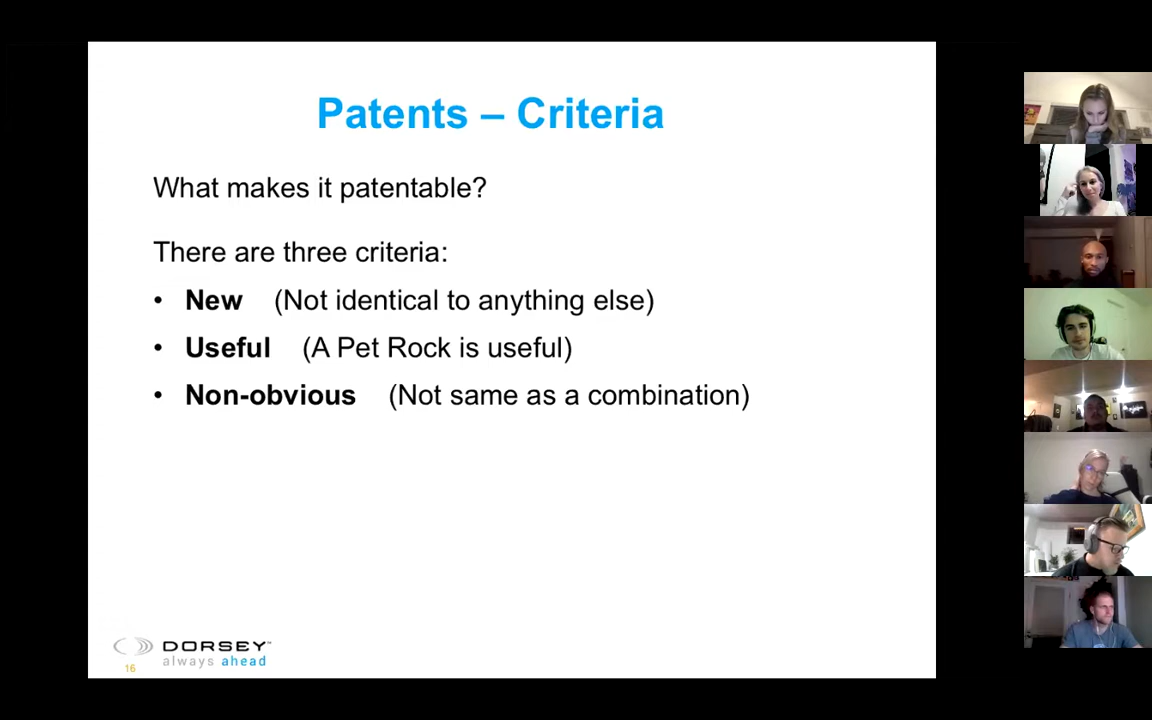 Patents – Criteria
What makes it patentable?
There are three criteria:
• New (Not identical to anything else)
• Useful (A Pet Rock is useful)
• Non-obvious (Not same as a combination)
DORSEY™
always ahead
16